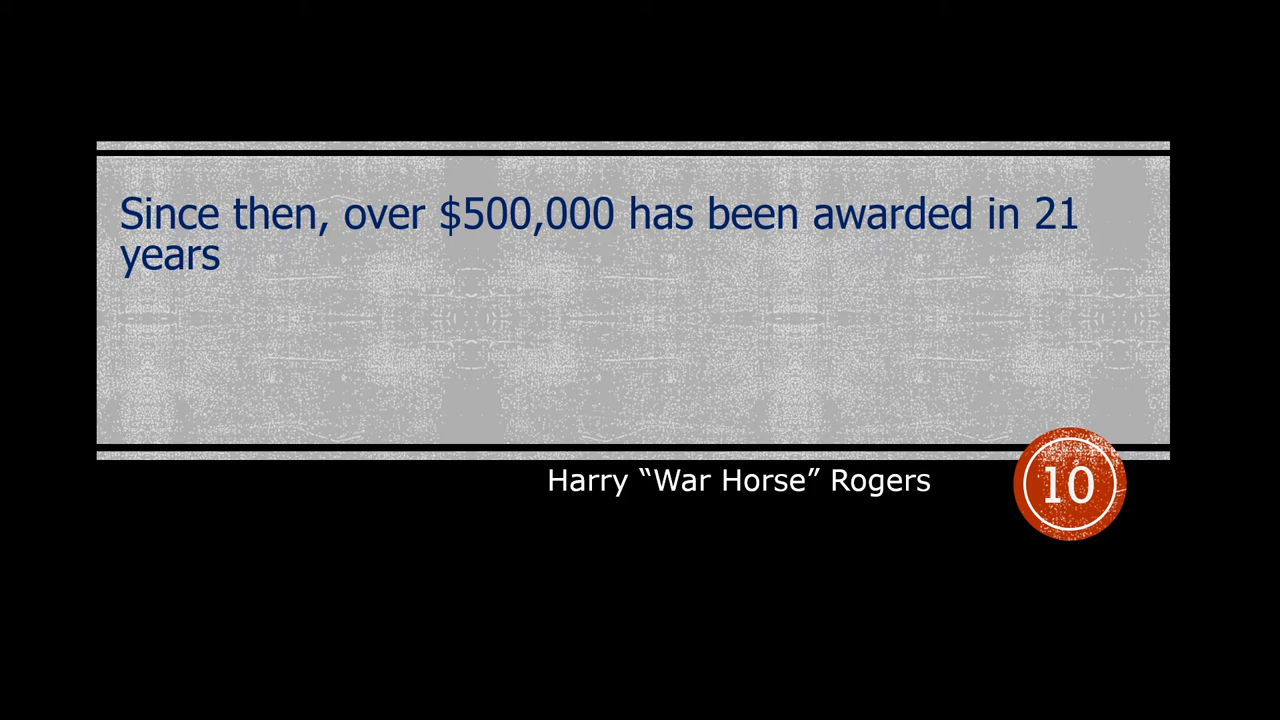 Since then, over $500,000 has been awarded in 21
years
Harry “War Horse” Rogers
10